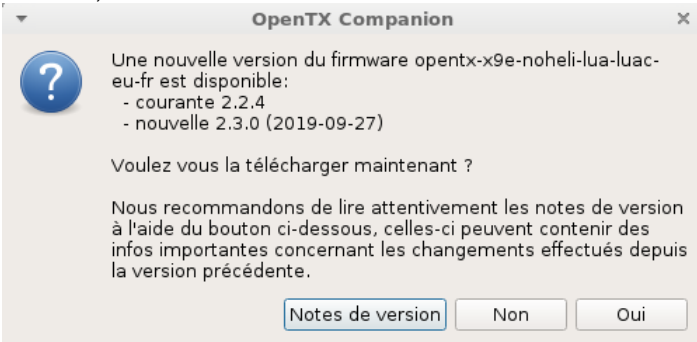 OpenTX Companion
Une nouvelle version du firmware opentx-x9e-noheli-lua-luac-
eu-fr est disponible:
- courante 2.2.4
- nouvelle 2.3.0 (2019-09-27)
Voulez vous la télécharger maintenant ?
Nous recommandons de lire attentivement les notes de version
à l'aide du bouton ci-dessous, celles-ci peuvent contenir des
infos importantes concernant les changements effectués depuis
la version précédente.
Notes de version Non Oui